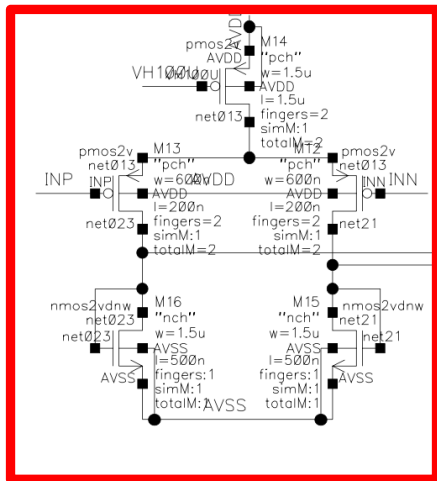 AVDD
pmos2v M14
AVDD "pch"
VH100U VH100U w=1.5u
AVDD
l=1.5u
fingers=2
net013 simM:1
totalM=2
M13 M12
pmos2v "pch" "pch" pmos2v
net013 w=600n w=600n net013
INP INP AVDD AVDD AVDD INN INN
l=200n l=200n
net023 fingers=2 fingers=2 net21
simM:1 simM:1
totalM=2 totalM=2
M16 M15
nmos2vdnw "nch" "nch" nmos2vdnw
net023 w=1.5u w=1.5u net21
net023 AVSS AVSS net21
l=500n l=500n
AVSS fingers:1 fingers:1 AVSS
simM:1 simM:1
totalM:1 AVSS totalM:1